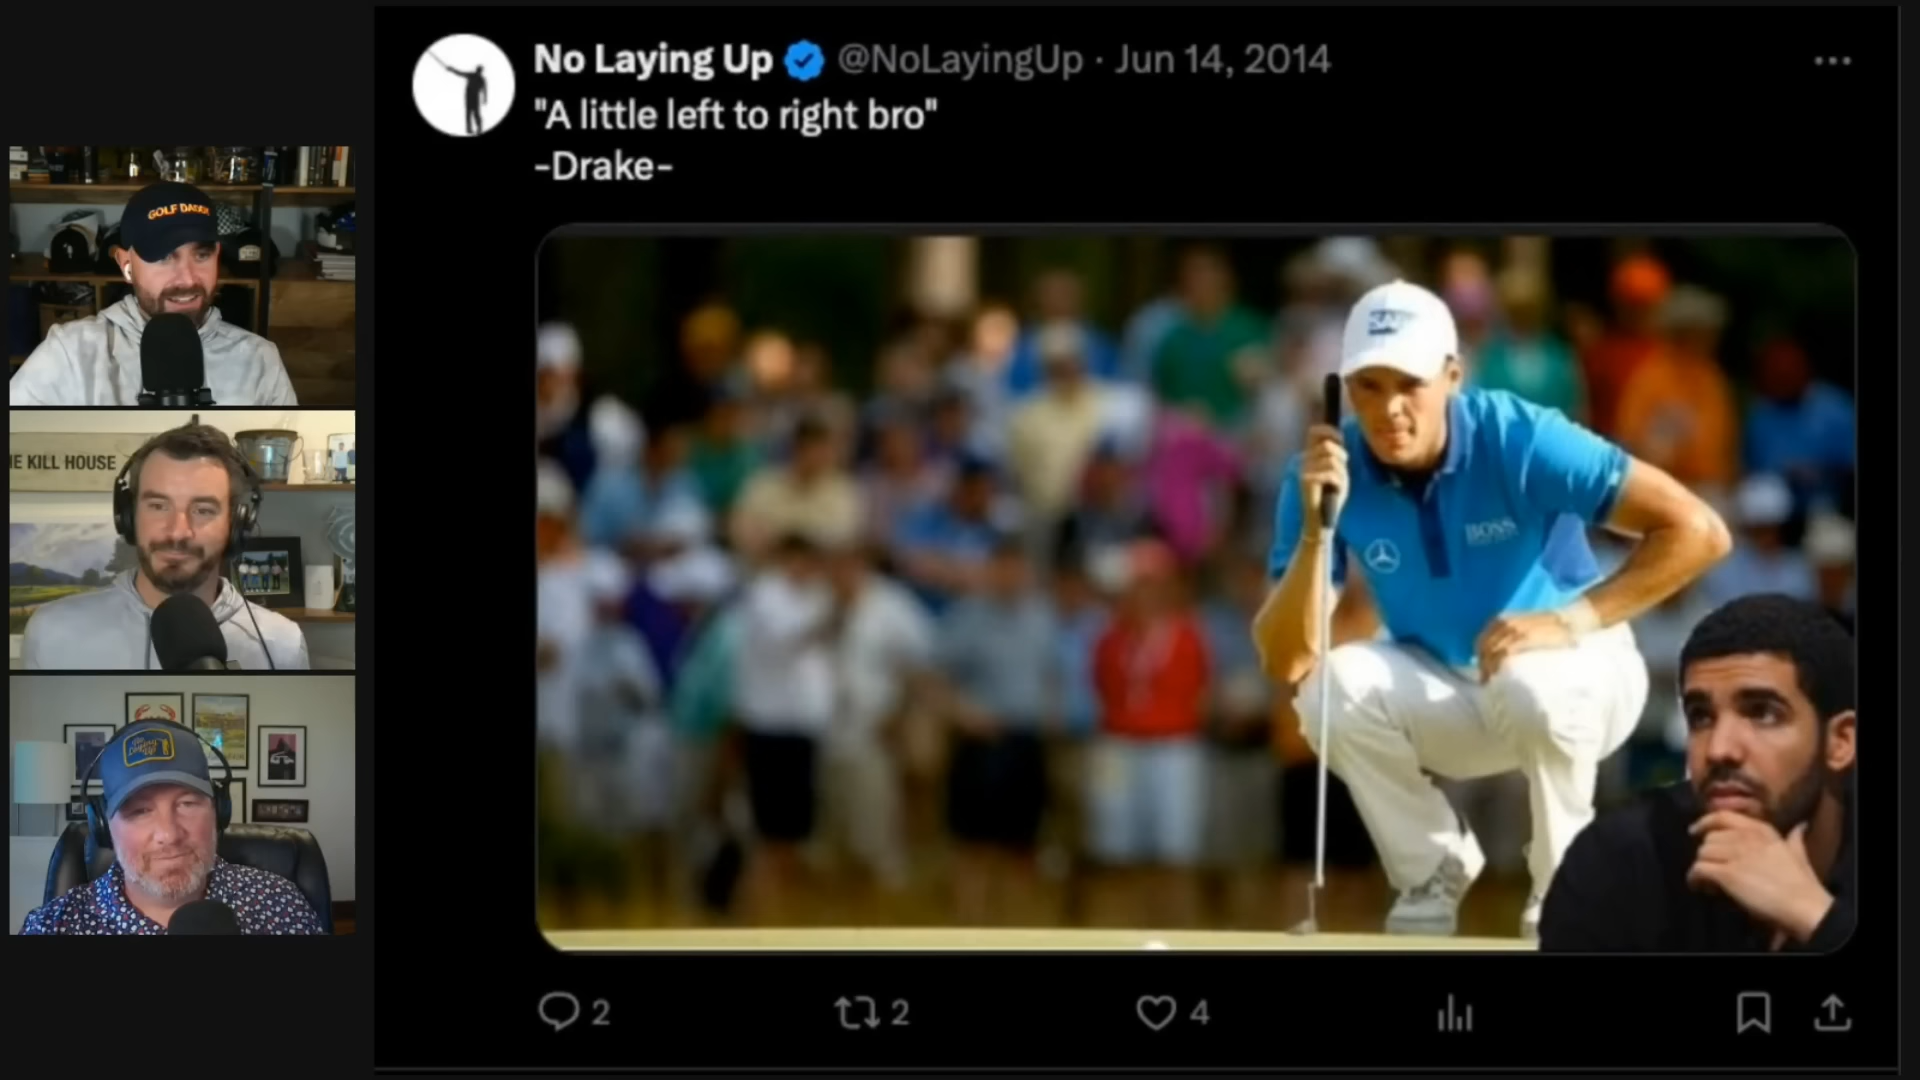 No Laying Up @NoLayingUp · Jun 14, 2014
"A little left to right bro"
-Drake-
2
2
4
SAP
BOSS
GOLF
E KILL HOUSE